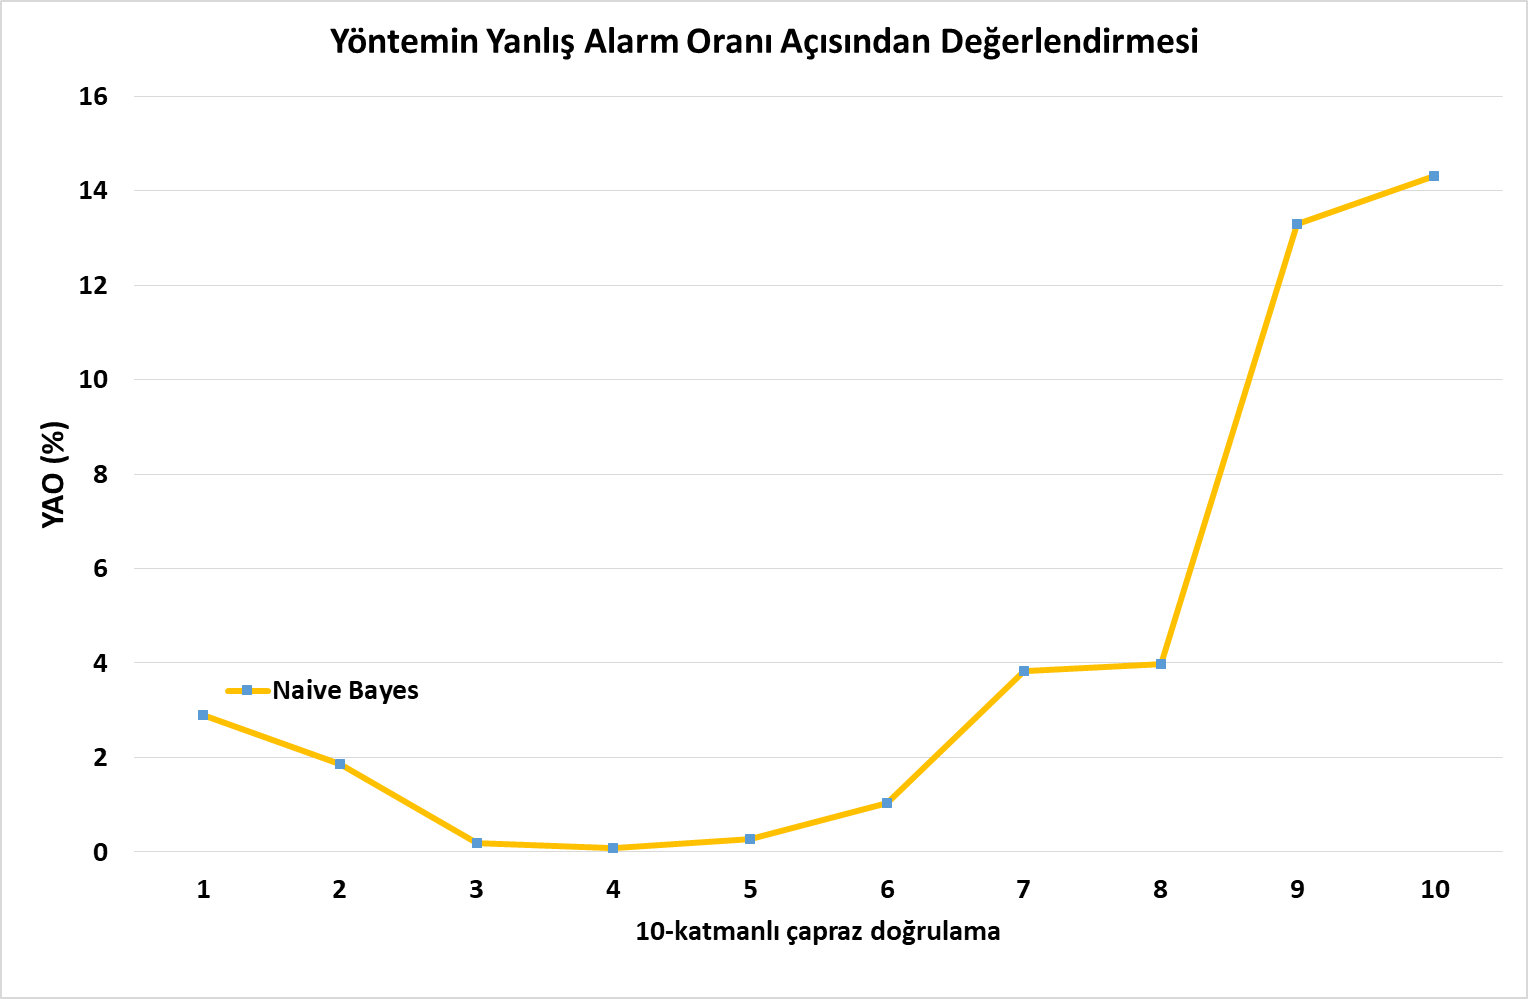 Yöntemin Yanlış Alarm Oranı Açısından Değerlendirmesi
16
14
12
10
8
6
4
2
0
YAO (%)
Naive Bayes
1 2 3 4 5 6 7 8 9 10
10-katmanlı çapraz doğrulama